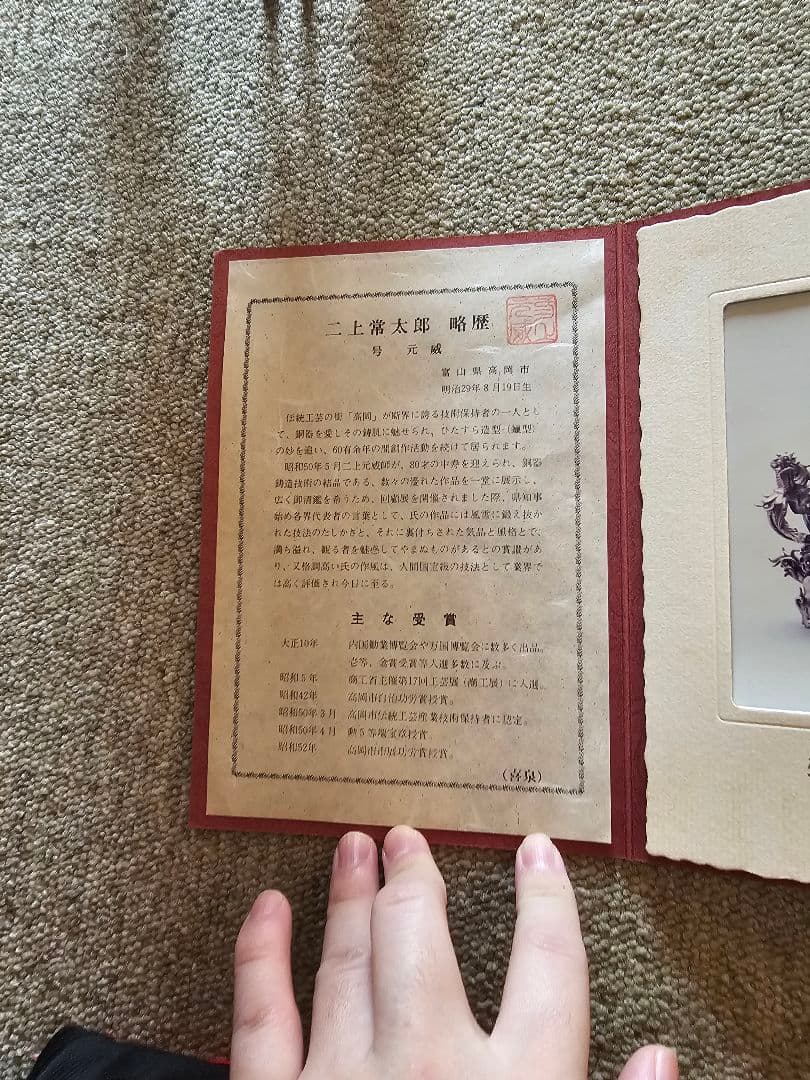 二上常太郎 略歴
号 元威
富山県高岡市
明治29年8月19日生
伝統工芸の街「高岡」が斯界に誇る技術保持者の一人とし
て、銅器を愛しその鋳肌に魅せられ、ひたすら造型（蠟型）
の妙を追い、60有余年の間創作活動を続けて居られます。
昭和50年5月二上元威師が、80才の中寿を迎えられ、銅器
鋳造技術の結晶である、数々の優れた作品を一堂に展示し、
広く御清鑑を希うため、回顧展を開催されました際、県知事
始め各界代表者の言葉として、氏の作品には風雪に鍛え抜か
れた技法のたしかさと、それに裏付ちされた気品と風格とで、
満ち溢れ、観る者を魅惑してやまぬものがあるとの賞讃があ
り、又格調高い氏の作風は、人間国宝級の技法として業界で
は高く評価され今日に至る。
主な受賞
大正10年 内国勧業博覧会や万国博覧会に数多く出品。
壱等、金賞受賞等入選多数に及ぶ。
昭和5年 商工省主催第17回工芸展（商工展）に入選。
昭和42年 高岡市自治功労賞授賞。
昭和50年3月 高岡市伝統工芸産業技術保持者に認定。
昭和50年4月 勲5等瑞宝章授賞。
昭和52年 高岡市市展功労賞授賞。
（喜泉）